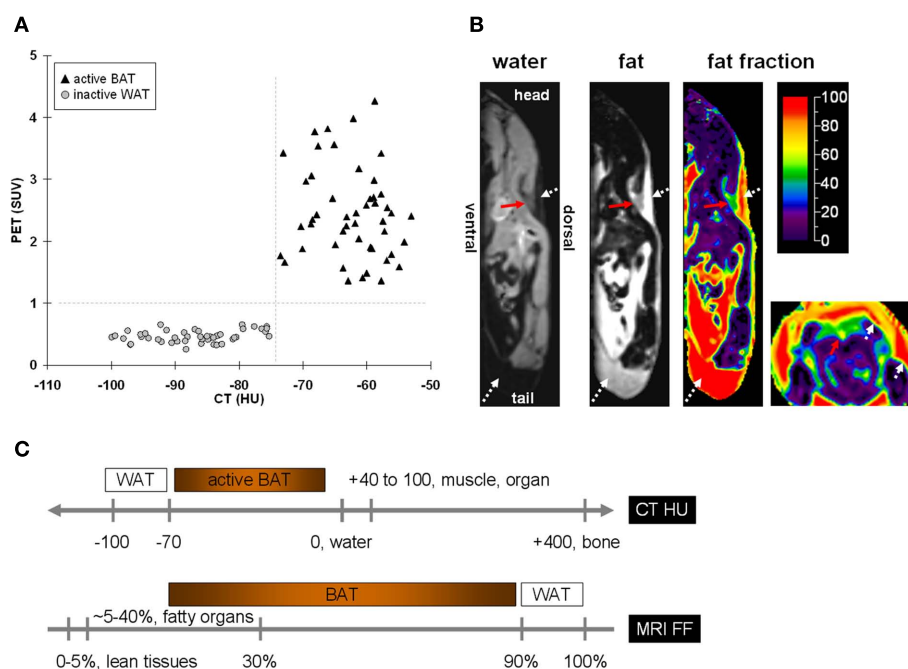 A
5
4
3
2
1
0
PET (SUV)
active BAT
inactive WAT
-110
-100
-90
-80
-70
-60
-50
CT (HU)
B
water
fat
fat fraction
head
ventral
dorsal
tail
100
80
60
40
20
0
C
WAT
active BAT
+40 to 100, muscle, organ
CT HU
-100
-70
0, water
+400, bone
BAT
WAT
~5-40%, fatty organs
MRI FF
0-5%, lean tissues
30%
90%
100%